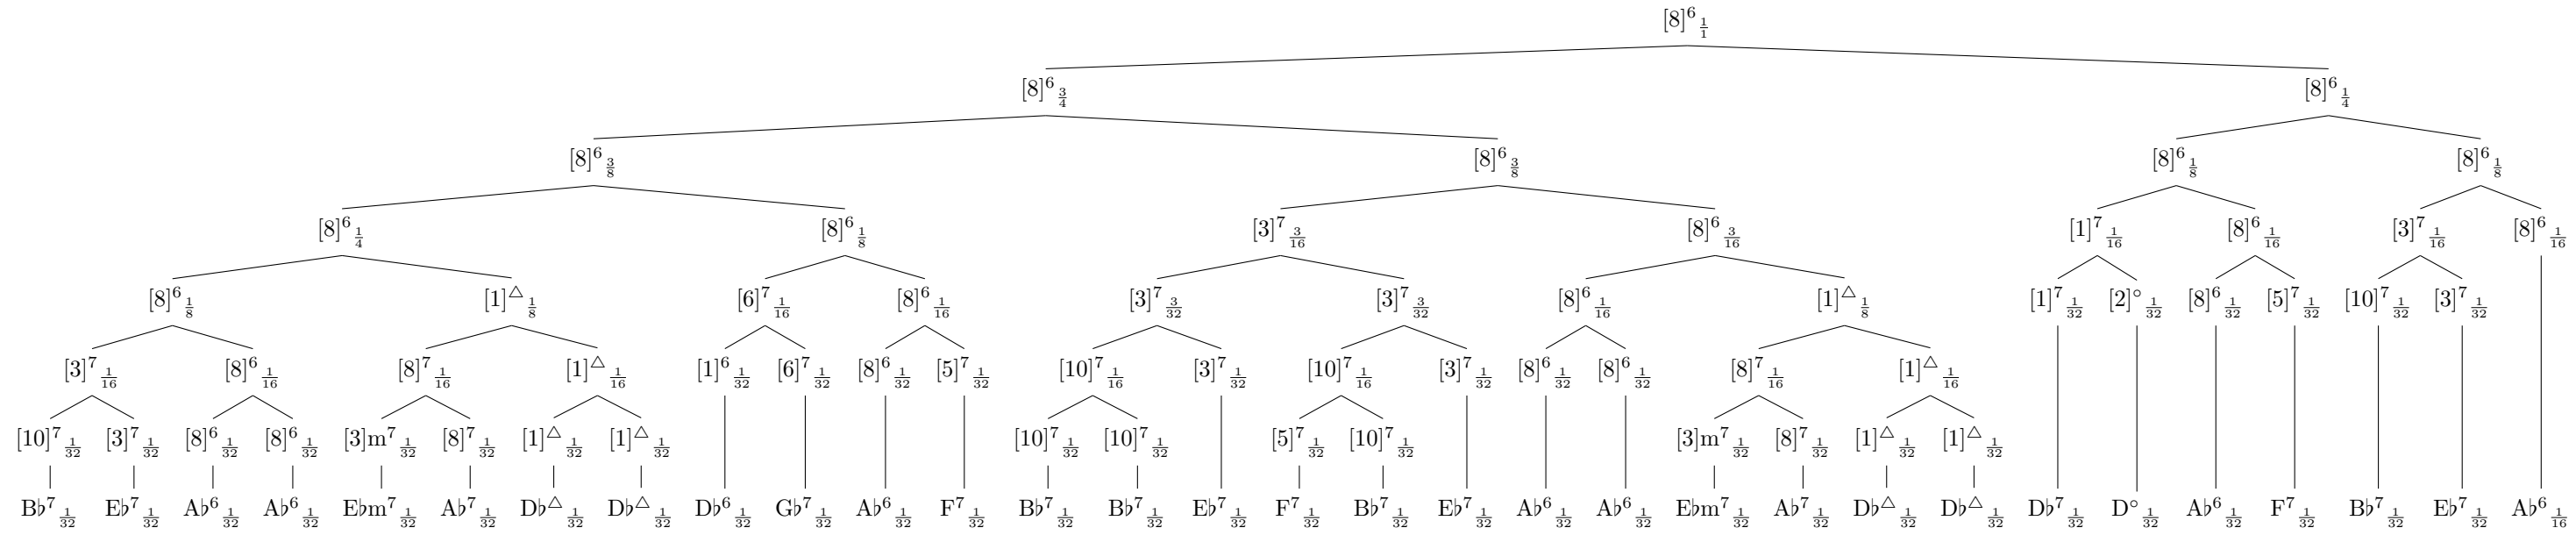 [8]⁶ 1/1
[8]⁶ 3/4 [8]⁶ 1/4
[8]⁶ 3/8 [8]⁶ 3/8 [8]⁶ 1/8 [8]⁶ 1/8
[8]⁶ 1/4 [8]⁶ 1/8 [3]⁷ 3/16 [8]⁶ 3/16 [1]⁷ 1/16 [8]⁶ 1/16 [3]⁷ 1/16 [8]⁶ 1/16
[8]⁶ 1/8 [1]△ 1/8 [6]⁷ 1/16 [8]⁶ 1/16 [3]⁷ 3/32 [3]⁷ 3/32 [8]⁶ 1/16 [1]△ 1/8 [1]⁷ 1/32 [2]° 1/32 [8]⁶ 1/32 [5]⁷ 1/32 [10]⁷ 1/32 [3]⁷ 1/32
[3]⁷ 1/16 [8]⁶ 1/16 [8]⁷ 1/16 [1]△ 1/16 [1]⁶ 1/32 [6]⁷ 1/32 [8]⁶ 1/32 [5]⁷ 1/32 [10]⁷ 1/16 [3]⁷ 1/32 [10]⁷ 1/16 [3]⁷ 1/32 [8]⁶ 1/32 [8]⁶ 1/32 [8]⁷ 1/16 [1]△ 1/16
[10]⁷ 1/32 [3]⁷ 1/32 [8]⁶ 1/32 [8]⁶ 1/32 [3]m⁷ 1/32 [8]⁷ 1/32 [1]△ 1/32 [1]△ 1/32 [10]⁷ 1/32 [10]⁷ 1/32 [5]⁷ 1/32 [10]⁷ 1/32 [3]m⁷ 1/32 [8]⁷ 1/32 [1]△ 1/32 [1]△ 1/32
B♭⁷ 1/32 E♭⁷ 1/32 A♭⁶ 1/32 A♭⁶ 1/32 E♭m⁷ 1/32 A♭⁷ 1/32 D♭△ 1/32 D♭△ 1/32 D♭⁶ 1/32 G♭⁷ 1/32 A♭⁶ 1/32 F⁷ 1/32 B♭⁷ 1/32 B♭⁷ 1/32 E♭⁷ 1/32 F⁷ 1/32 B♭⁷ 1/32 E♭⁷ 1/32 A♭⁶ 1/32 A♭⁶ 1/32 E♭m⁷ 1/32 A♭⁷ 1/32 D♭△ 1/32 D♭△ 1/32 D♭⁷ 1/32 D° 1/32 A♭⁶ 1/32 F⁷ 1/32 B♭⁷ 1/32 E♭⁷ 1/32 A♭⁶ 1/16